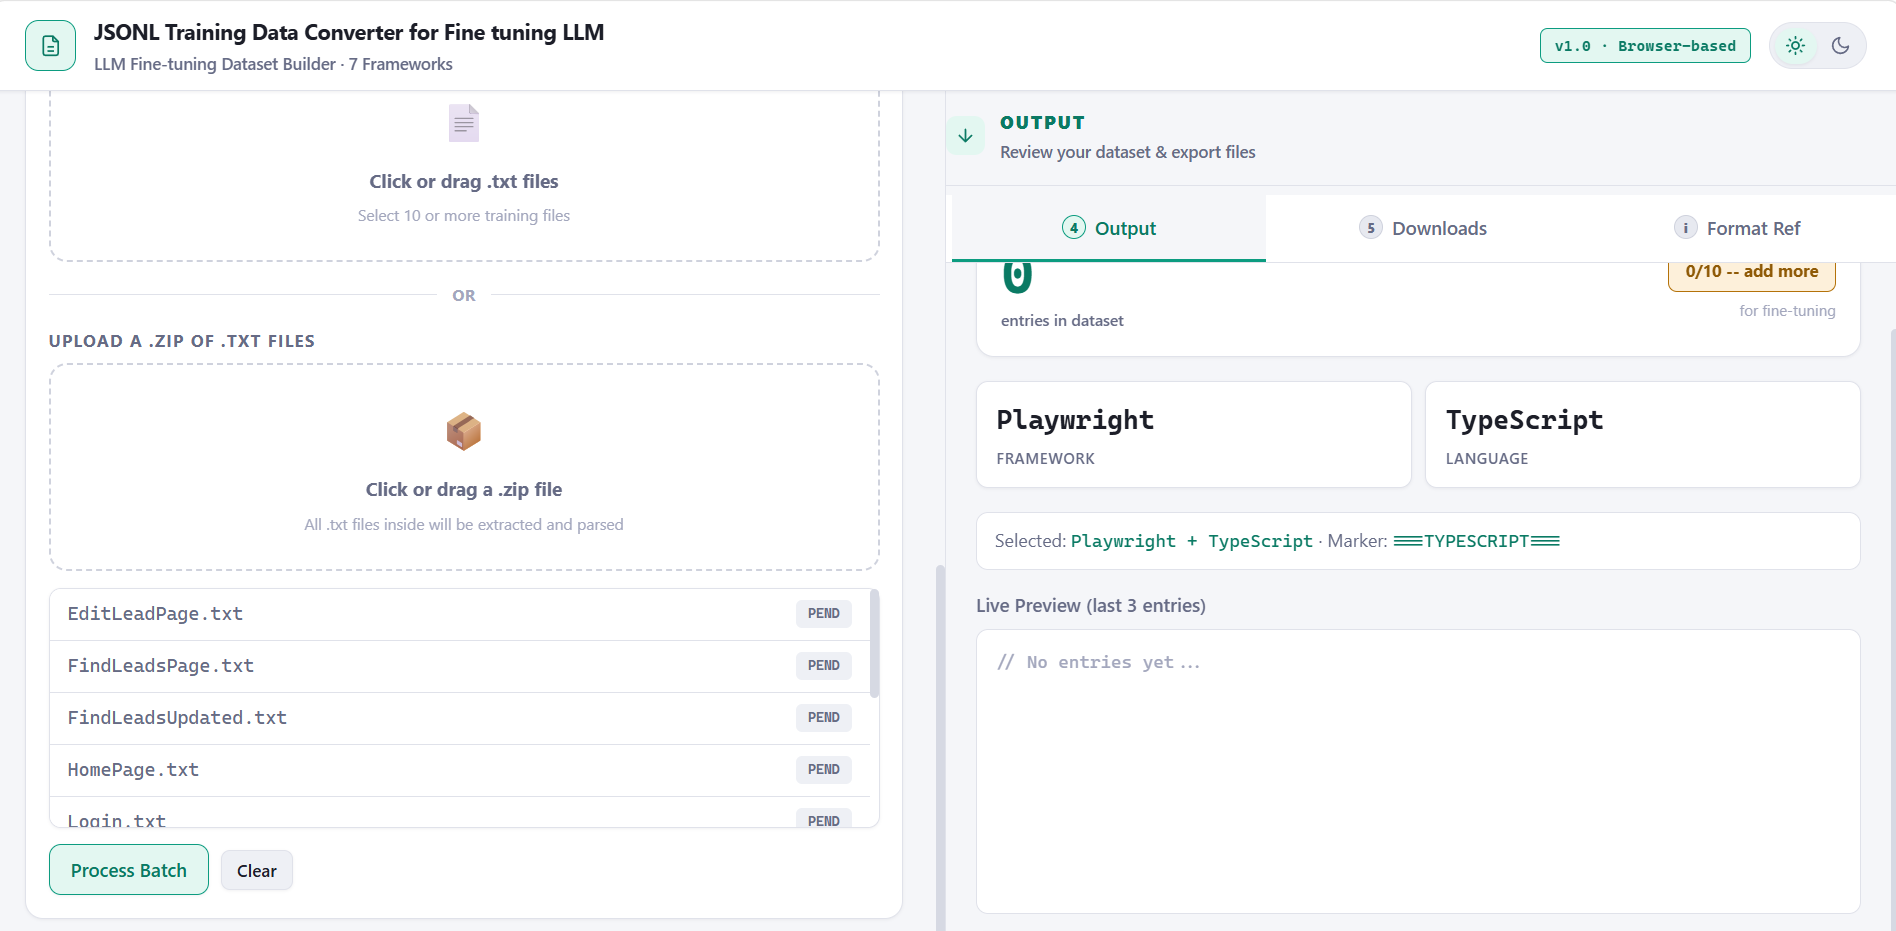 JSONL Training Data Converter for Fine tuning LLM
LLM Fine-tuning Dataset Builder · 7 Frameworks
v1.0 · Browser-based
Click or drag .txt files
Select 10 or more training files
OR
UPLOAD A .ZIP OF .TXT FILES
Click or drag a .zip file
All .txt files inside will be extracted and parsed
EditLeadPage.txt PEND
FindLeadsPage.txt PEND
FindLeadsUpdated.txt PEND
HomePage.txt PEND
Login.txt PEND
Process Batch
Clear
OUTPUT
Review your dataset & export files
4 Output
5 Downloads
i Format Ref
0
entries in dataset
0/10 -- add more
for fine-tuning
Playwright
FRAMEWORK
TypeScript
LANGUAGE
Selected: Playwright + TypeScript · Marker: ===TYPESCRIPT===
Live Preview (last 3 entries)
// No entries yet...